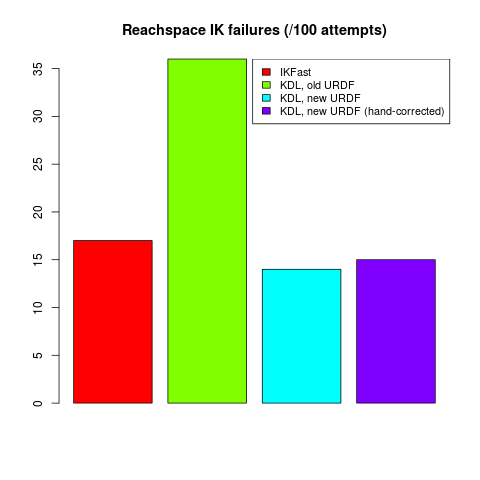 Reachspace IK failures (/100 attempts)
IKFast
KDL, old URDF
KDL, new URDF
KDL, new URDF (hand-corrected)
35
30
25
20
15
10
5
0